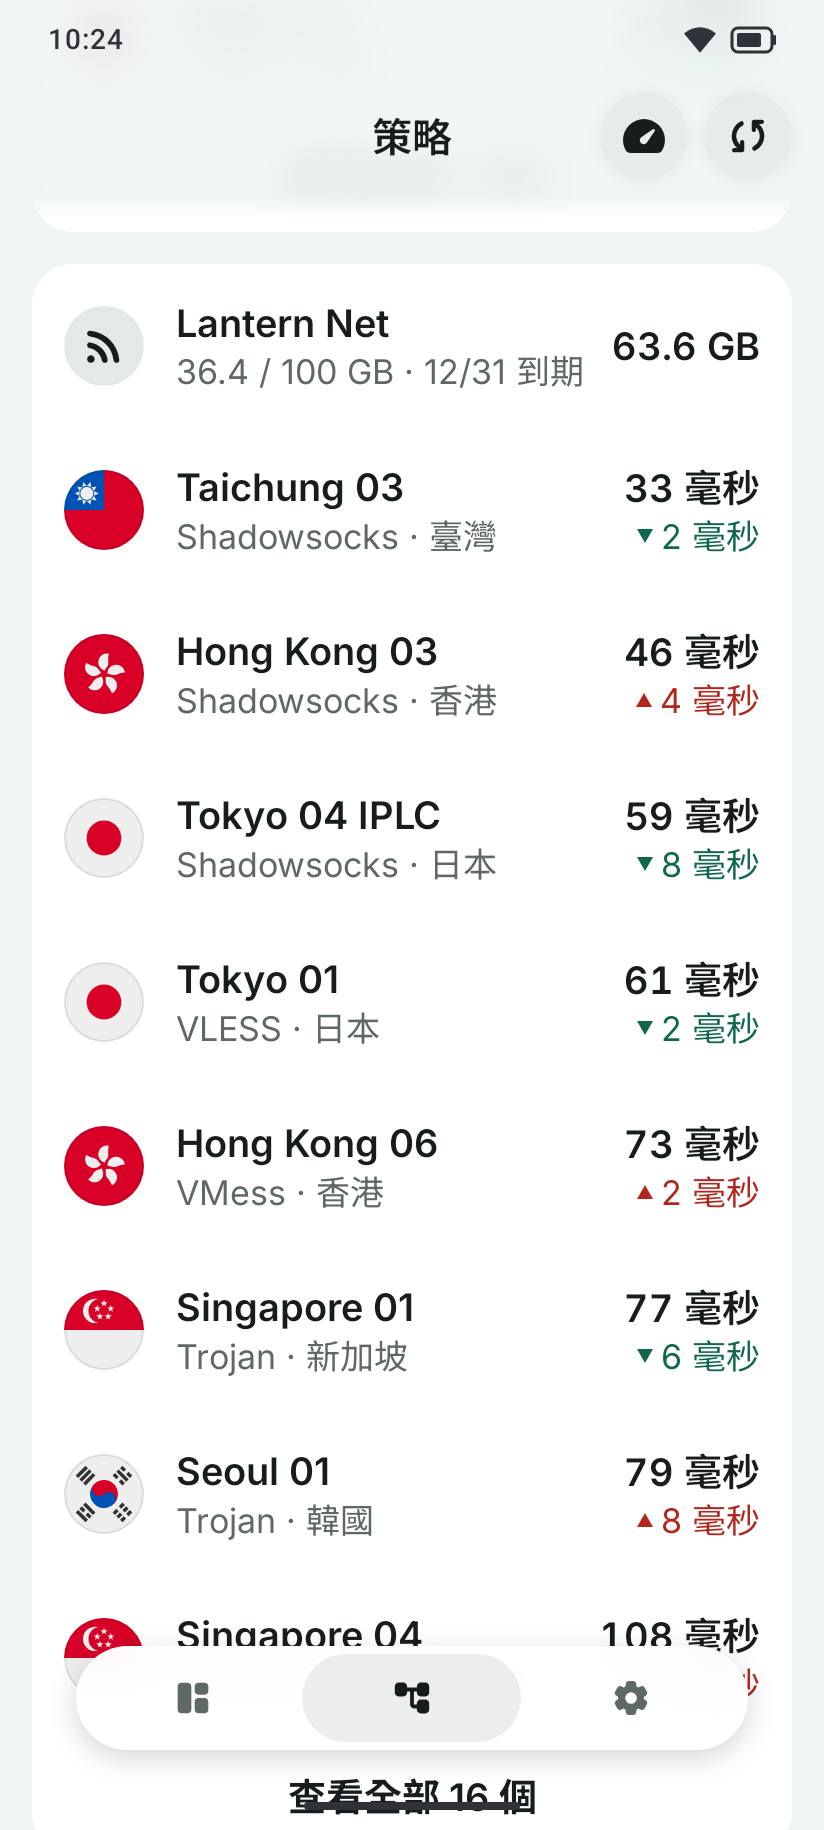 10:24
策略
Lantern Net
36.4 / 100 GB · 12/31 到期
63.6 GB
Taichung 03
Shadowsocks · 臺灣
33 毫秒
▼2 毫秒
Hong Kong 03
Shadowsocks · 香港
46 毫秒
▲4 毫秒
Tokyo 04 IPLC
Shadowsocks · 日本
59 毫秒
▼8 毫秒
Tokyo 01
VLESS · 日本
61 毫秒
▼2 毫秒
Hong Kong 06
VMess · 香港
73 毫秒
▲2 毫秒
Singapore 01
Trojan · 新加坡
77 毫秒
▼6 毫秒
Seoul 01
Trojan · 韓國
79 毫秒
▲8 毫秒
Singapore 04
108 毫秒
查看全部 16 個